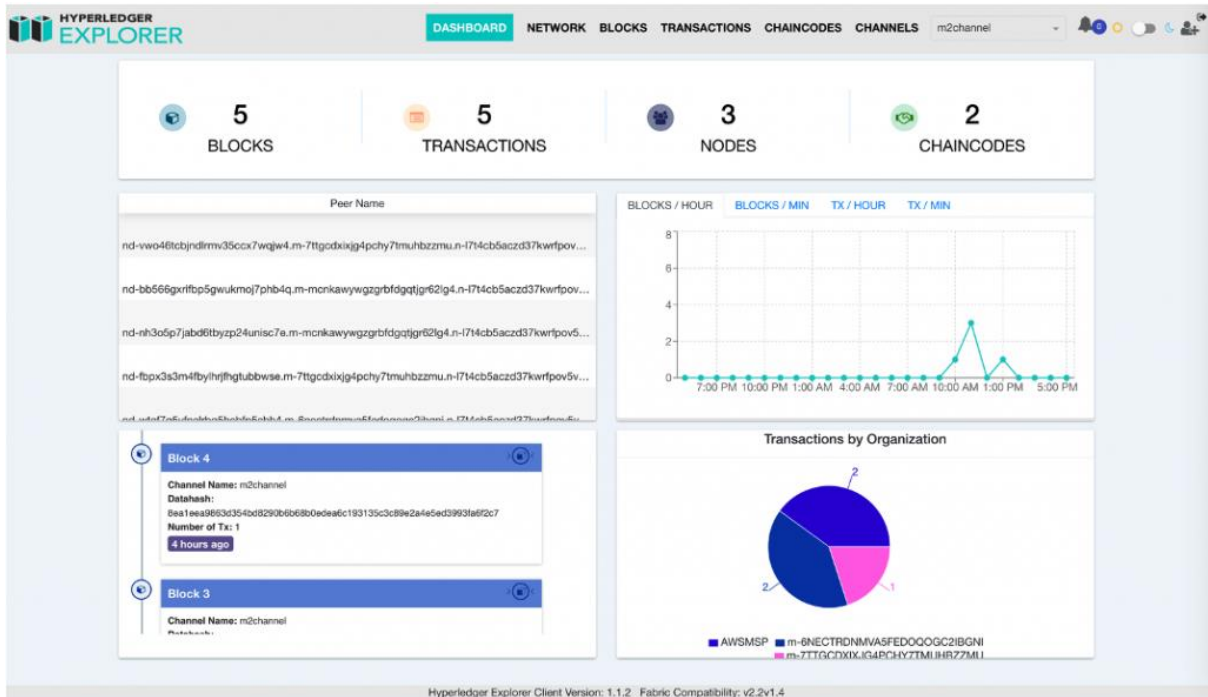 HYPERLEDGER
EXPLORER
DASHBOARD NETWORK BLOCKS TRANSACTIONS CHAINCODES CHANNELS m2channel
5
BLOCKS
5
TRANSACTIONS
3
NODES
2
CHAINCODES
Peer Name
nd-vwo46tcbjndlrmv35ccx7wqjw4.m-7ttgcdxixjg4pchy7tmuhbzzmu.n-l7t4cb5aczd37kwrfpov...
nd-bb566gxrifbp5gwukmoj7phb4q.m-mcnkawywgzgrbfdgqtjgr62lg4.n-l7t4cb5aczd37kwrfpov...
nd-nh3o5p7jabd6tbyzp24unisc7e.m-mcnkawywgzgrbfdgqtjgr62lg4.n-l7t4cb5aczd37kwrfpov5...
nd-fbpx3s3m4fbylhrjfhgtubbwse.m-7ttgcdxixjg4pchy7tmuhbzzmu.n-l7t4cb5aczd37kwrfpov5v...
BLOCKS / HOUR BLOCKS / MIN TX / HOUR TX / MIN
8
6
4
2
0
7:00 PM 10:00 PM 1:00 AM 4:00 AM 7:00 AM 10:00 AM 1:00 PM 5:00 PM
Block 4
Channel Name: m2channel
Datahash:
8ea1eea9863d354bd8290b6b68b0edea6c193135c3c89e2a4e5ed3993fa6f2c7
Number of Tx: 1
4 hours ago
Block 3
Channel Name: m2channel
Datahash:
Transactions by Organization
2
2
1
AWSMSP m-6NECTRDNMVA5FEDOQOGC2IBGNI
m-7TTGCDXIXJG4PCHY7TMUHBZZMU
Hyperledger Explorer Client Version: 1.1.2 Fabric Compatibility: v2.2v1.4